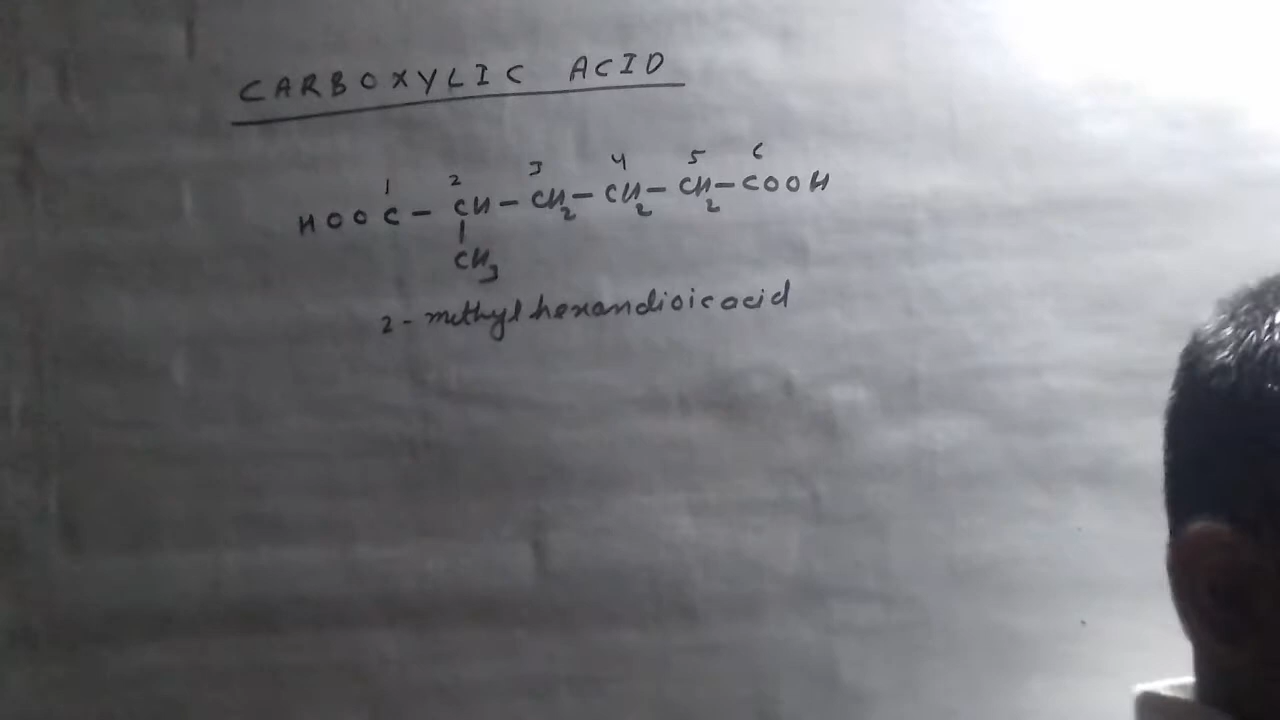 CARBOXYLIC ACID
1 2 3 4 5 6
HOOC - CH - CH2 - CH2 - CH2 - COOH
|
CH3
2 - methyl hexandioic acid